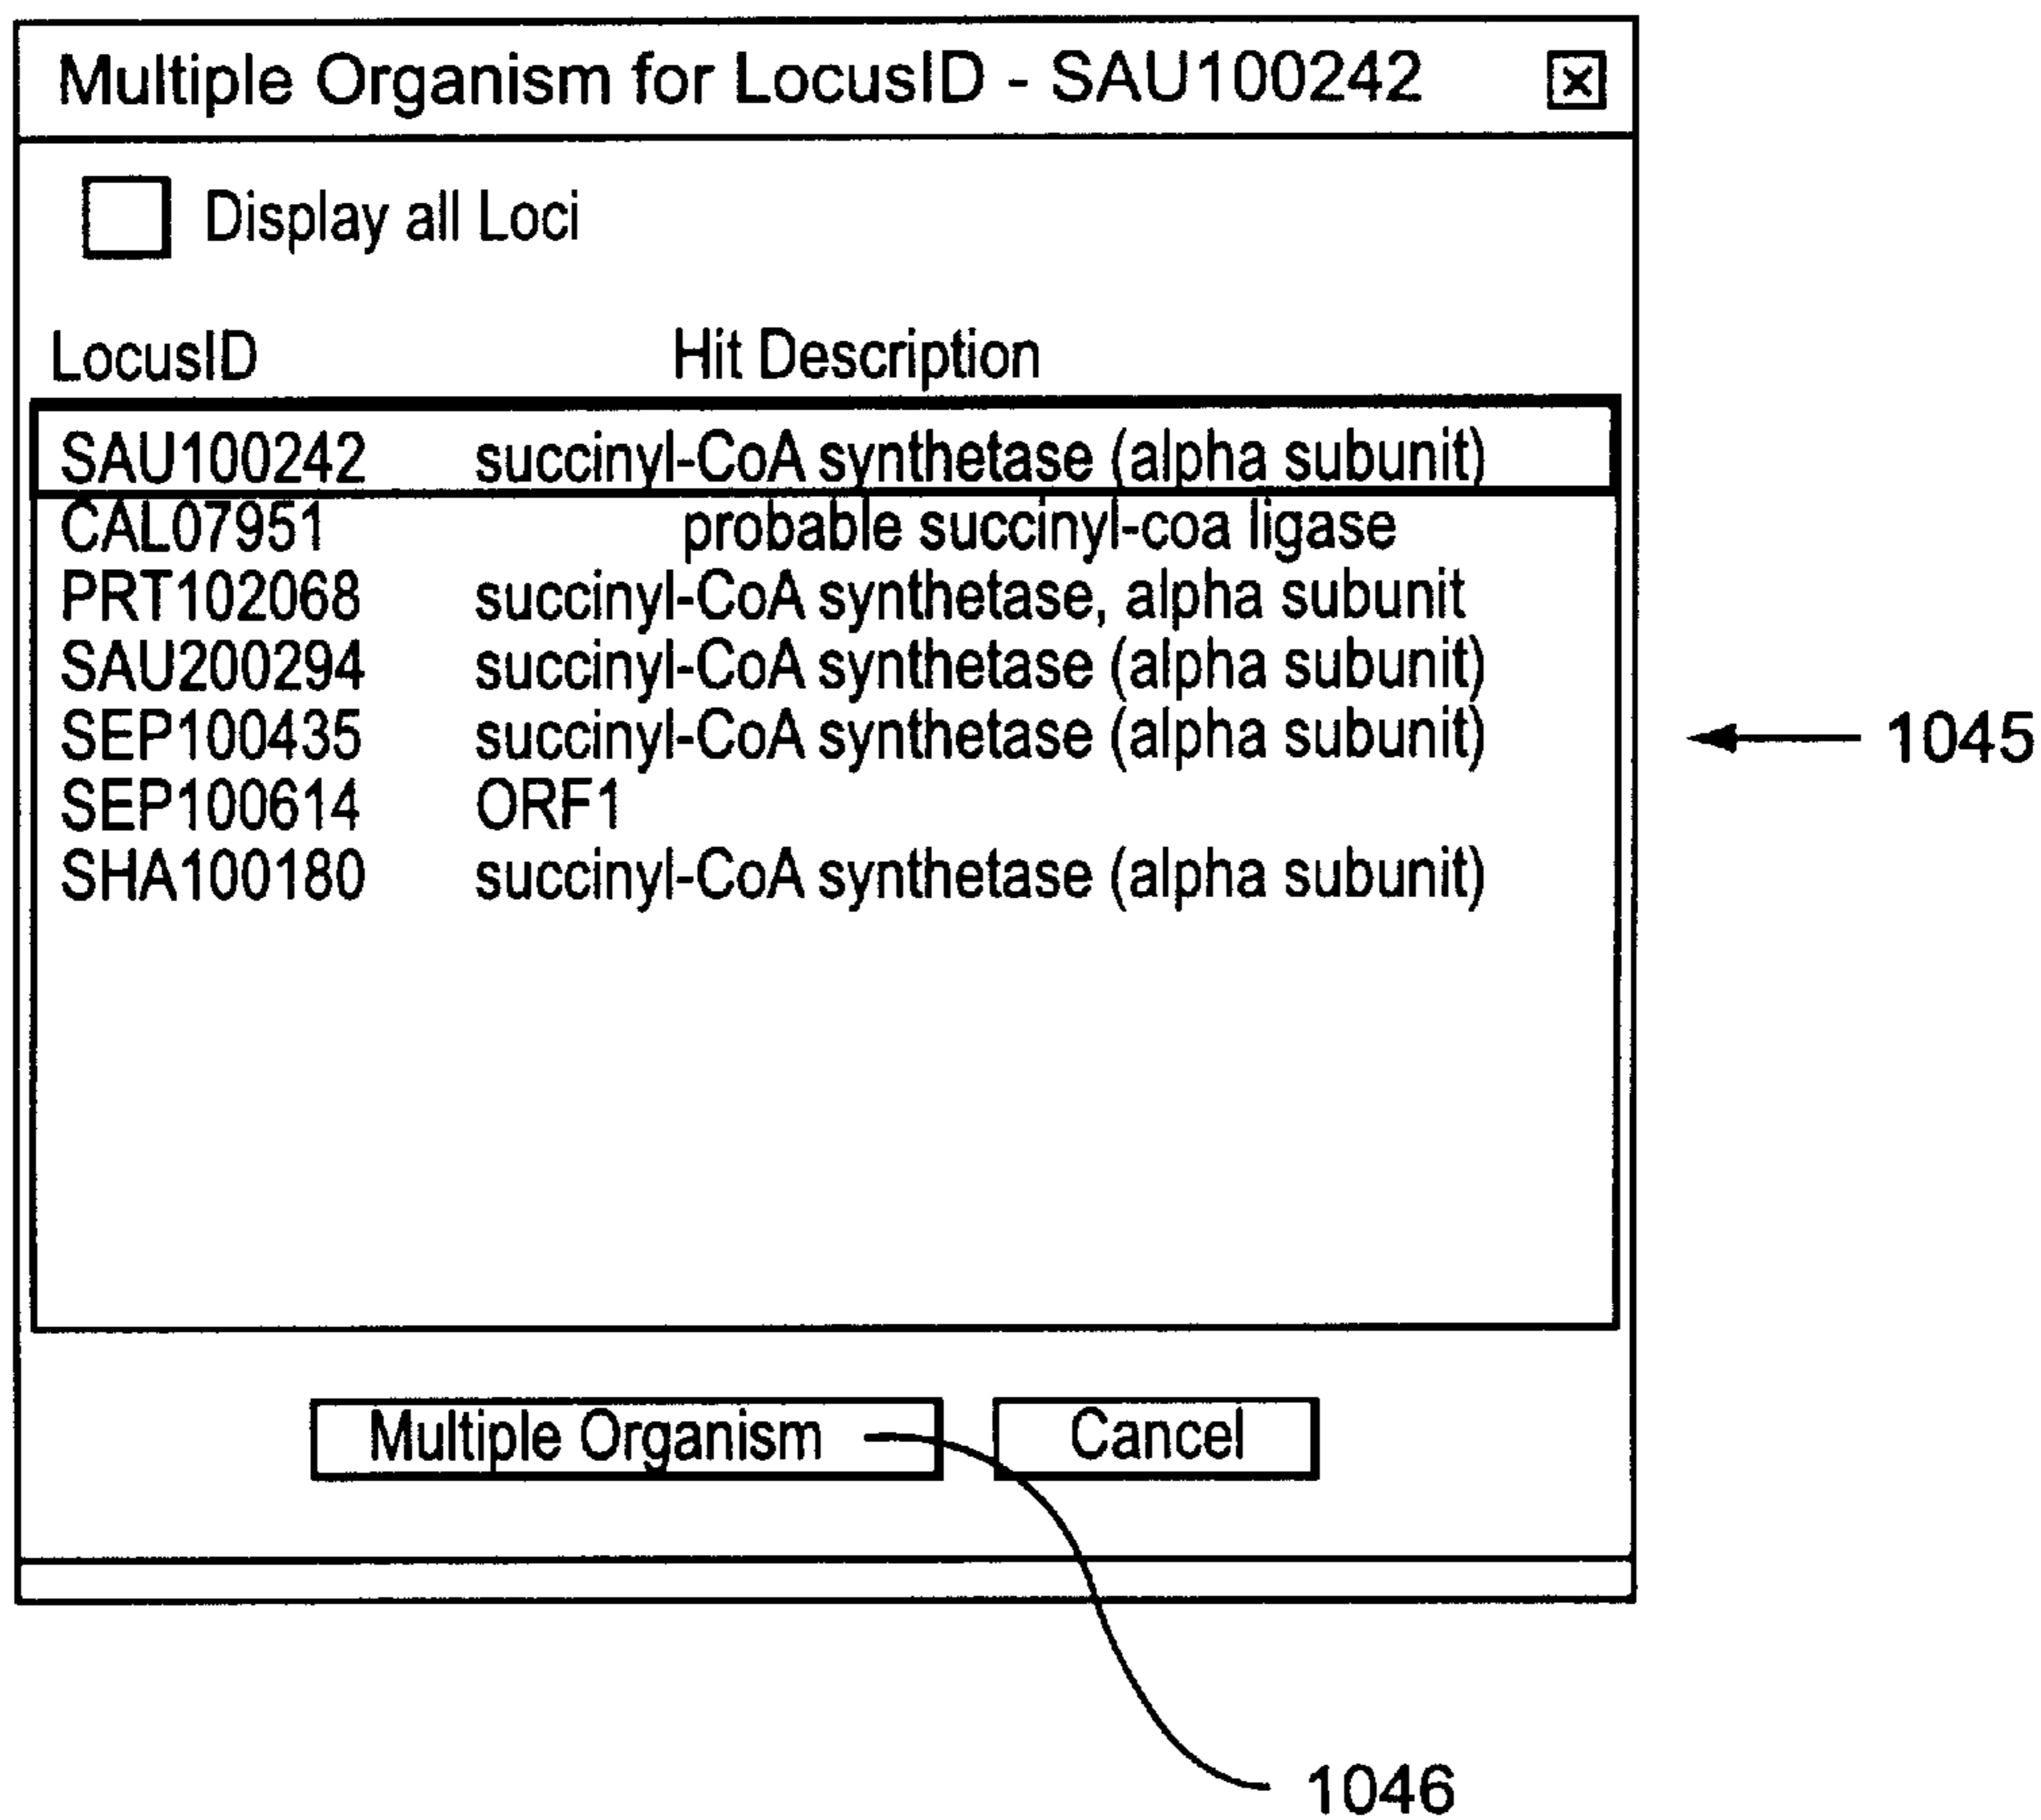 Multiple Organism for LocusID - SAU100242
Display all Loci
LocusID Hit Description
SAU100242 succinyl-CoA synthetase (alpha subunit)
CAL07951 probable succinyl-coa ligase
PRT102068 succinyl-CoA synthetase, alpha subunit
SAU200294 succinyl-CoA synthetase (alpha subunit)
SEP100435 succinyl-CoA synthetase (alpha subunit)
1045
SEP100614 ORF1
SHA100180 succinyl-CoA synthetase (alpha subunit)
Multiple Organism Cancel
1046